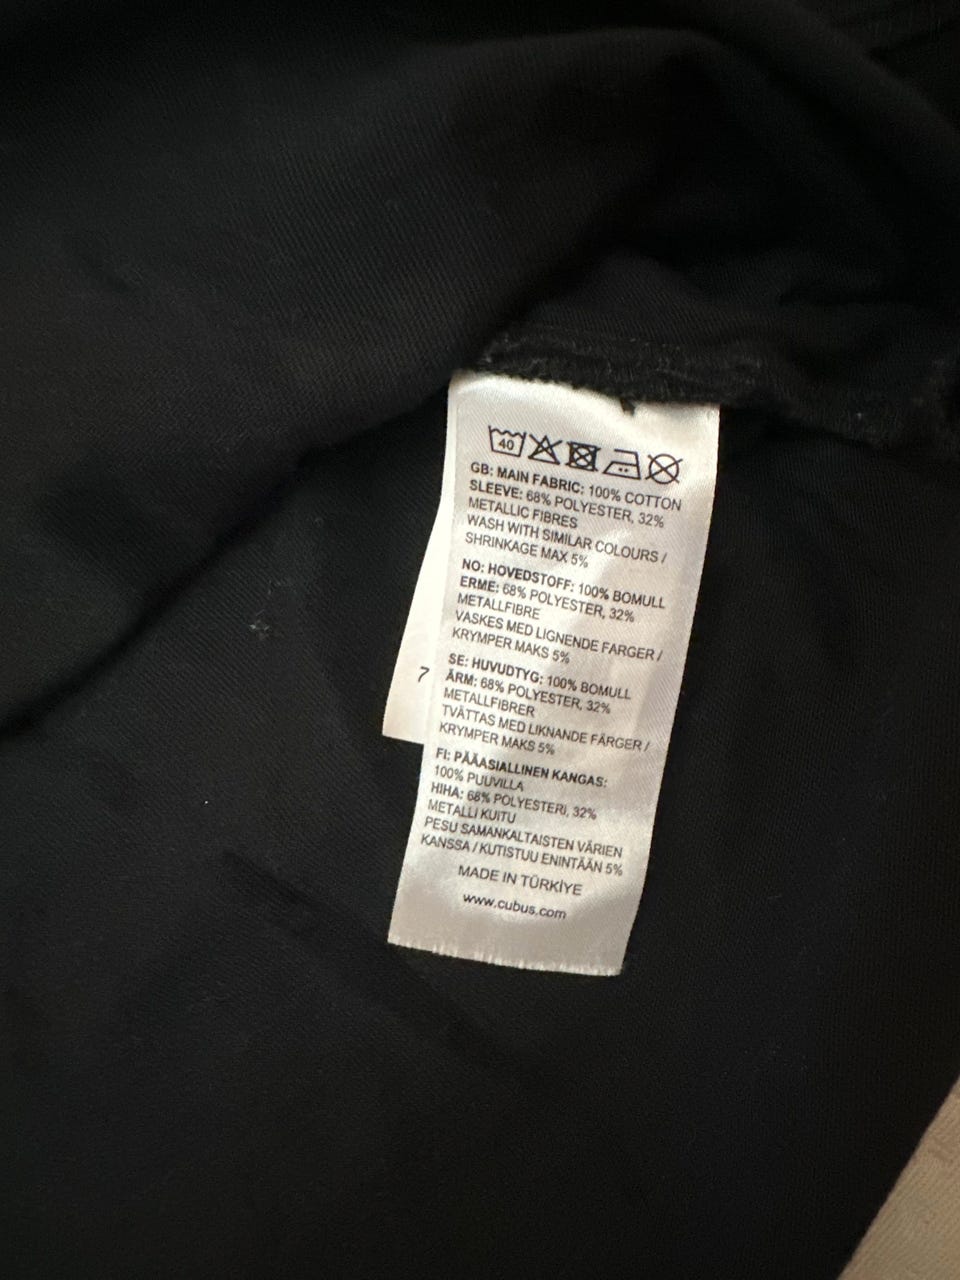 40
GB: MAIN FABRIC: 100% COTTON
SLEEVE: 68% POLYESTER, 32%
METALLIC FIBRES
WASH WITH SIMILAR COLOURS /
SHRINKAGE MAX 5%
NO: HOVEDSTOFF: 100% BOMULL
ERME: 68% POLYESTER, 32%
METALLFIBRE
VASKES MED LIGNENDE FARGER /
KRYMPER MAKS 5%
SE: HUVUDTYG: 100% BOMULL
ÄRM: 68% POLYESTER, 32%
METALLFIBRER
TVÄTTAS MED LIKNANDE FÄRGER /
KRYMPER MAKS 5%
FI: PÄÄASIALLINEN KANGAS:
100% PUUVILLA
HIHA: 68% POLYESTERI, 32%
METALLI KUITU
PESU SAMANKALTAISTEN VÄRIEN
KANSSA / KUTISTUU ENINTÄÄN 5%
MADE IN TÜRKİYE
www.cubus.com
7